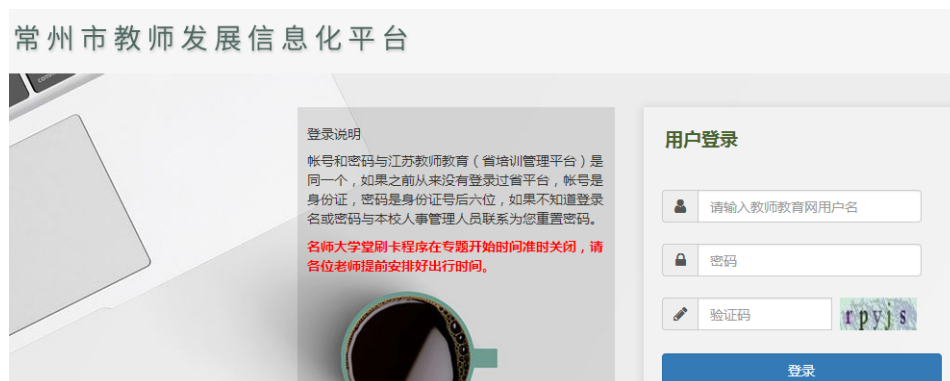 常州市教师发展信息化平台
登录说明
帐号和密码与江苏教师教育（省培训管理平台）是
同一个，如果之前从来没有登录过省平台，帐号是
身份证，密码是身份证号后六位，如果不知道登录
名或密码与本校人事管理人员联系为您重置密码。
名师大学堂刷卡程序在专题开始时间准时关闭，请
各位老师提前安排好出行时间。
用户登录
请输入教师教育网用户名
密码
验证码
rpyjs
登录